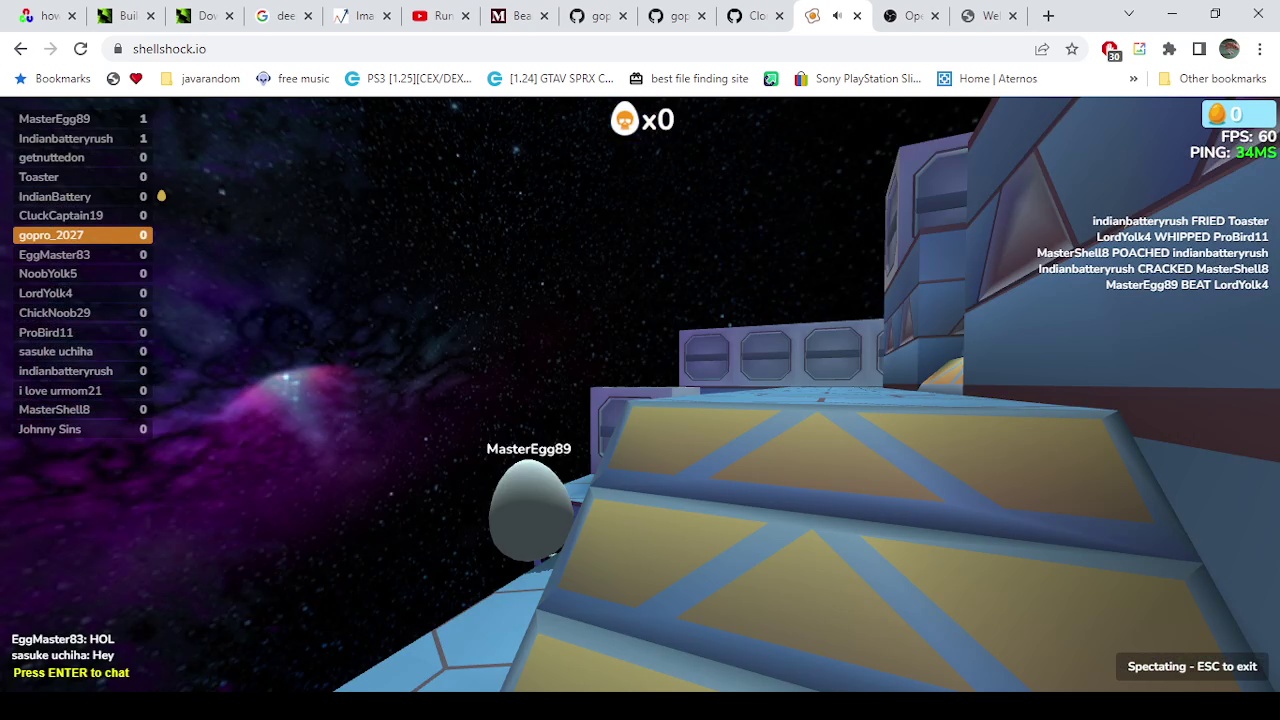 how
Buil
Dov
dee
Ima
Run
Bea
gop
gop
Clo
Ope
Wel
shellshock.io
30
Bookmarks
javarandom
free music
PS3 [1.25][CEX/DEX...
[1.24] GTAV SPRX C...
best file finding site
Sony PlayStation Sli...
Home | Aternos
»
Other bookmarks
MasterEgg89 1
Indianbatteryrush 1
getnuttedon 0
Toaster 0
IndianBattery 0
CluckCaptain19 0
gopro_2027 0
EggMaster83 0
NoobYolk5 0
LordYolk4 0
ChickNoob29 0
ProBird11 0
sasuke uchiha 0
indianbatteryrush 0
i love urmom21 0
MasterShell8 0
Johnny Sins 0
x0
0
FPS: 60
PING: 34MS
indianbatteryrush FRIED Toaster
LordYolk4 WHIPPED ProBird11
MasterShell8 POACHED indianbatteryrush
Indianbatteryrush CRACKED MasterShell8
MasterEgg89 BEAT LordYolk4
MasterEgg89
EggMaster83: HOL
sasuke uchiha: Hey
Press ENTER to chat
Spectating - ESC to exit